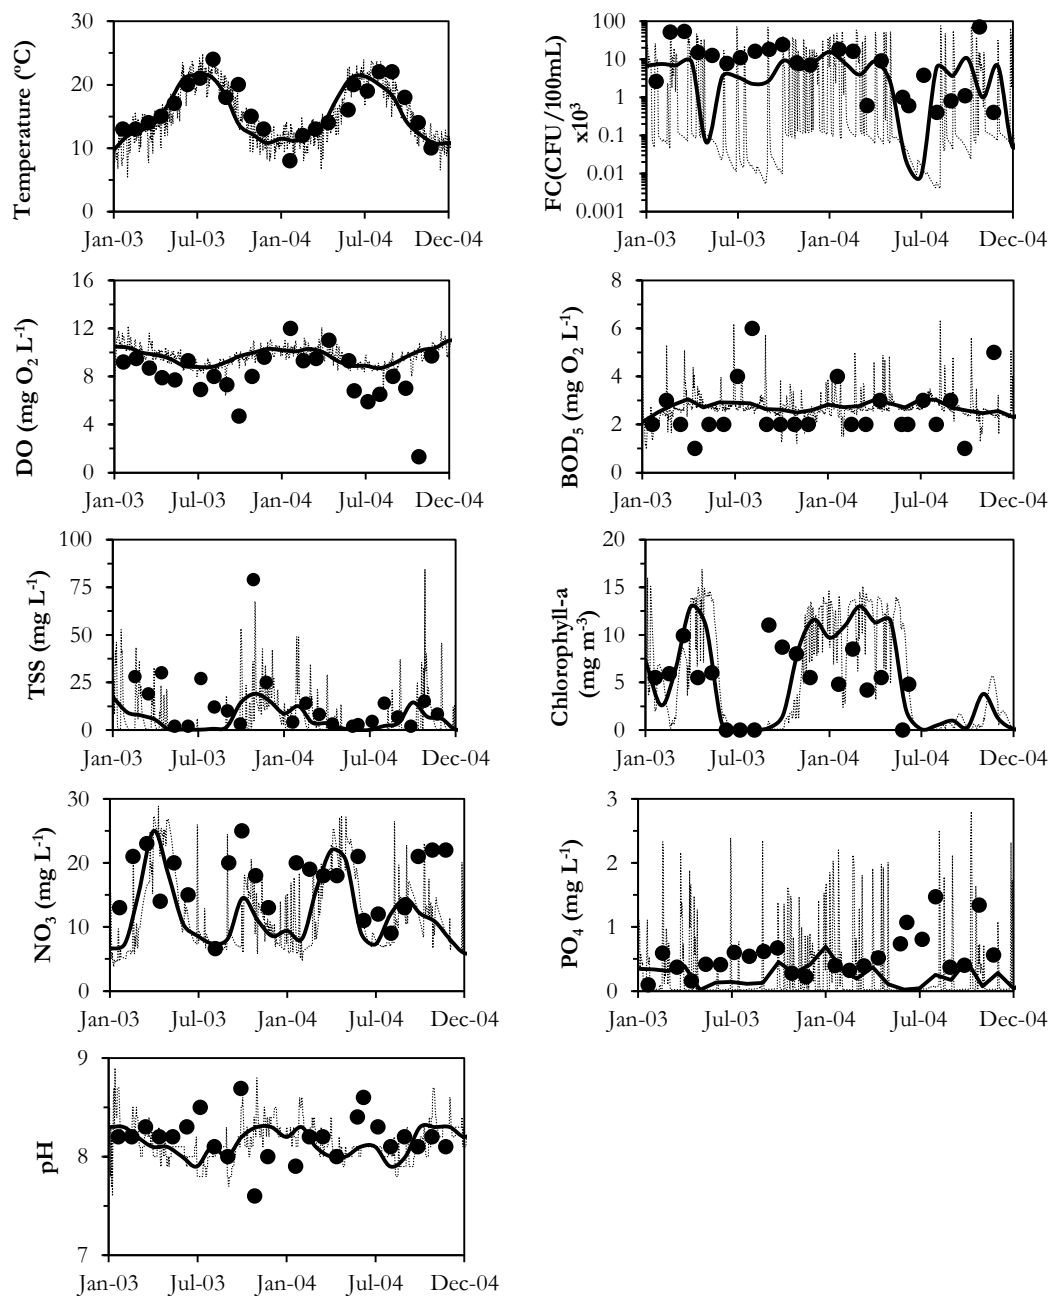 Temperature (ºC)
30
20
10
0
Jan-03 Jul-03 Jan-04 Jul-04 Dec-04
FC(CFU/100mL)
x10³
100
10
1
0.1
0.01
0.001
Jan-03 Jul-03 Jan-04 Jul-04 Dec-04
DO (mg O₂ L⁻¹)
16
12
8
4
0
Jan-03 Jul-03 Jan-04 Jul-04 Dec-04
BOD₅ (mg O₂ L⁻¹)
8
6
4
2
0
Jan-03 Jul-03 Jan-04 Jul-04 Dec-04
TSS (mg L⁻¹)
100
75
50
25
0
Jan-03 Jul-03 Jan-04 Jul-04 Dec-04
Chlorophyll-a
(mg m⁻³)
20
15
10
5
0
Jan-03 Jul-03 Jan-04 Jul-04 Dec-04
NO₃ (mg L⁻¹)
30
20
10
0
Jan-03 Jul-03 Jan-04 Jul-04 Dec-04
PO₄ (mg L⁻¹)
3
2
1
0
Jan-03 Jul-03 Jan-04 Jul-04 Dec-04
pH
9
8
7
Jan-03 Jul-03 Jan-04 Jul-04 Dec-04